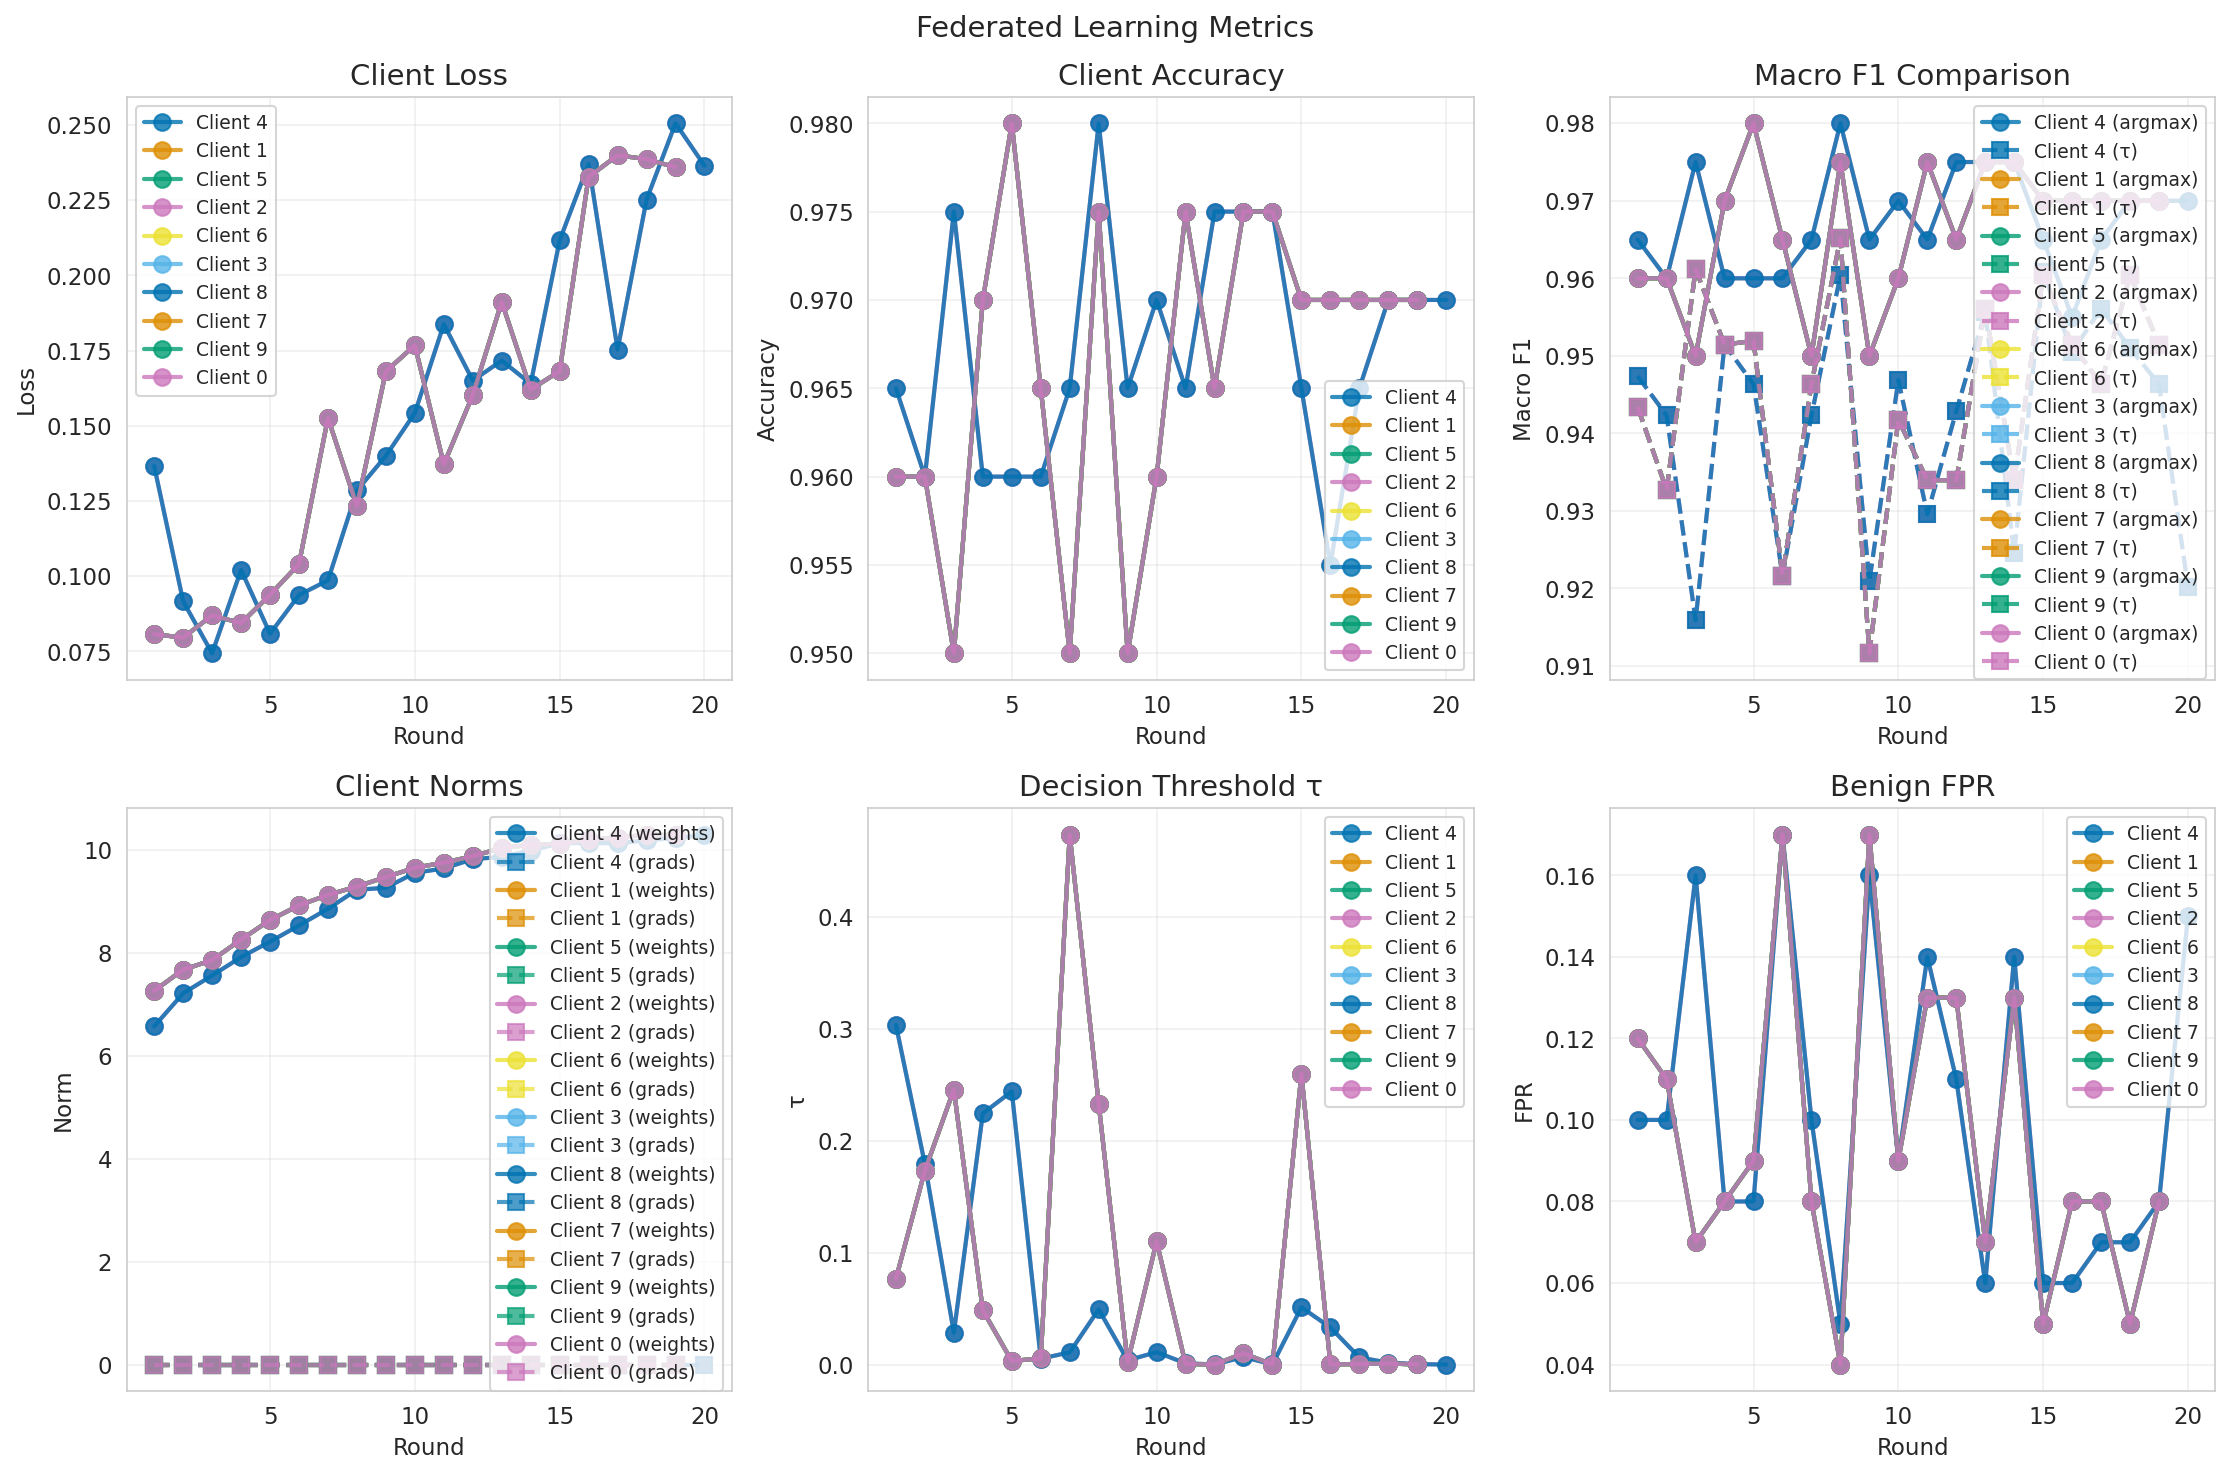 Federated Learning Metrics
Client Loss
0.250
0.225
0.200
0.175
0.150
0.125
0.100
0.075
Loss
5
10
15
20
Round
Client 4
Client 1
Client 5
Client 2
Client 6
Client 3
Client 8
Client 7
Client 9
Client 0
Client Accuracy
0.980
0.975
0.970
0.965
0.960
0.955
0.950
Accuracy
5
10
15
20
Round
Client 4
Client 1
Client 5
Client 2
Client 6
Client 3
Client 8
Client 7
Client 9
Client 0
Macro F1 Comparison
0.98
0.97
0.96
0.95
0.94
0.93
0.92
0.91
Macro F1
5
10
15
20
Round
Client 4 (argmax)
Client 4 (τ)
Client 1 (argmax)
Client 1 (τ)
Client 5 (argmax)
Client 5 (τ)
Client 2 (argmax)
Client 2 (τ)
Client 6 (argmax)
Client 6 (τ)
Client 3 (argmax)
Client 3 (τ)
Client 8 (argmax)
Client 8 (τ)
Client 7 (argmax)
Client 7 (τ)
Client 9 (argmax)
Client 9 (τ)
Client 0 (argmax)
Client 0 (τ)
Client Norms
10
8
6
4
2
0
Norm
5
10
15
20
Round
Client 4 (weights)
Client 4 (grads)
Client 1 (weights)
Client 1 (grads)
Client 5 (weights)
Client 5 (grads)
Client 2 (weights)
Client 2 (grads)
Client 6 (weights)
Client 6 (grads)
Client 3 (weights)
Client 3 (grads)
Client 8 (weights)
Client 8 (grads)
Client 7 (weights)
Client 7 (grads)
Client 9 (weights)
Client 9 (grads)
Client 0 (weights)
Client 0 (grads)
Decision Threshold τ
0.4
0.3
0.2
0.1
0.0
τ
5
10
15
20
Round
Client 4
Client 1
Client 5
Client 2
Client 6
Client 3
Client 8
Client 7
Client 9
Client 0
Benign FPR
0.16
0.14
0.12
0.10
0.08
0.06
0.04
FPR
5
10
15
20
Round
Client 4
Client 1
Client 5
Client 2
Client 6
Client 3
Client 8
Client 7
Client 9
Client 0